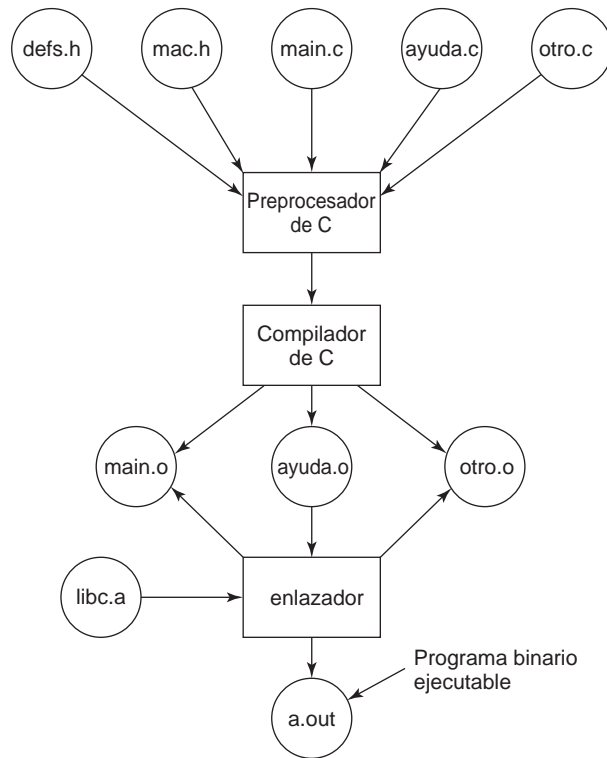 defs.h
mac.h
main.c
ayuda.c
otro.c
Preprocesador
de C
Compilador
de C
main.o
ayuda.o
otro.o
libc.a
enlazador
Programa binario
ejecutable
a.out